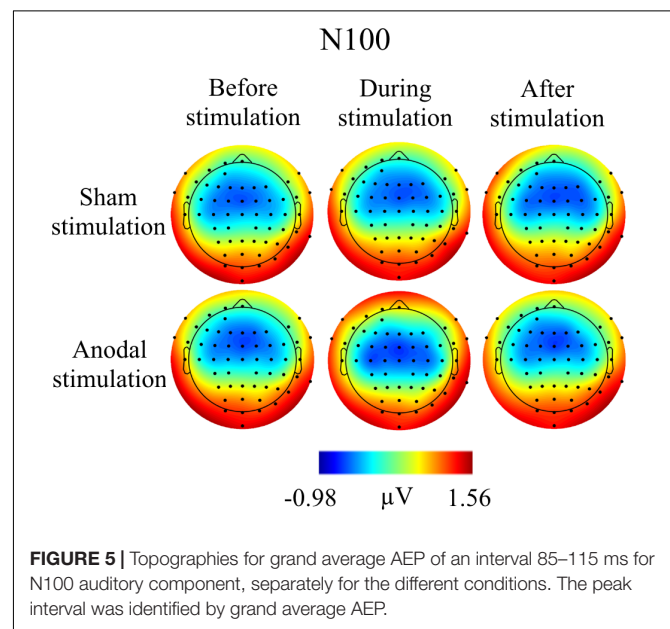 N100
Before stimulation
During stimulation
After stimulation
Sham stimulation
Anodal stimulation
-0.98 µV 1.56
FIGURE 5 | Topographies for grand average AEP of an interval 85–115 ms for
N100 auditory component, separately for the different conditions. The peak
interval was identified by grand average AEP.